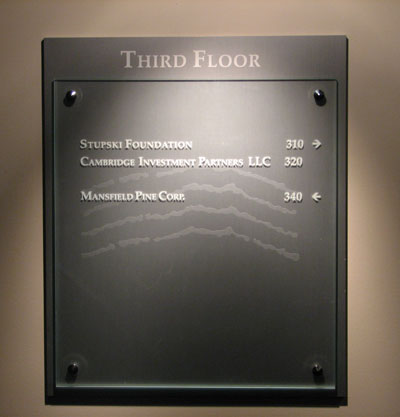 THIRD FLOOR
STUPSKI FOUNDATION 310 →
CAMBRIDGE INVESTMENT PARTNERS LLC 320
MANSFIELD PINE CORP. 340 ←